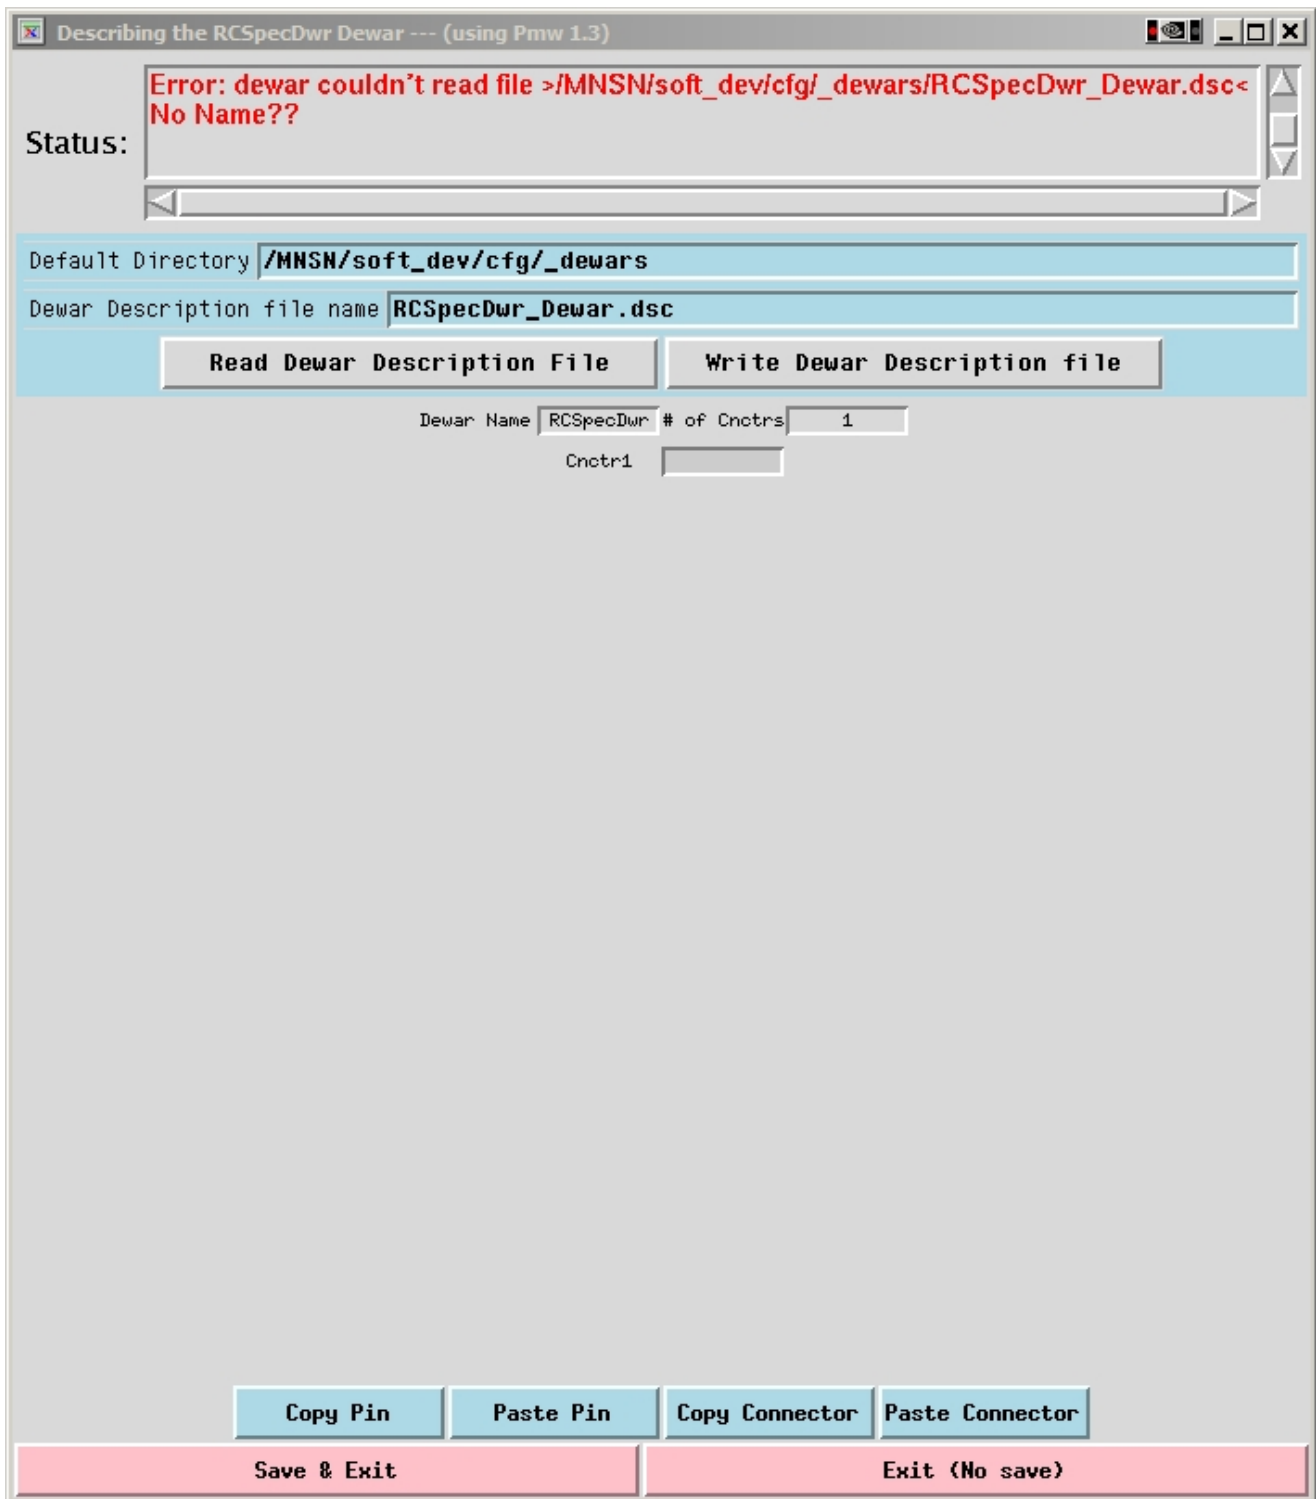 Describing the RCSpecDwr Dewar --- (using Pmw 1.3)
Error: dewar couldn't read file >/MNSN/soft_dev/cfg/_dewars/RCSpecDwr_Dewar.dsc<
No Name??
Status:
Default Directory /MNSN/soft_dev/cfg/_dewars
Dewar Description file name RCSpecDwr_Dewar.dsc
Read Dewar Description File Write Dewar Description file
Dewar Name RCSpecDwr # of Cnctrs 1
Cnctr1
Copy Pin Paste Pin Copy Connector Paste Connector
Save & Exit Exit (No save)